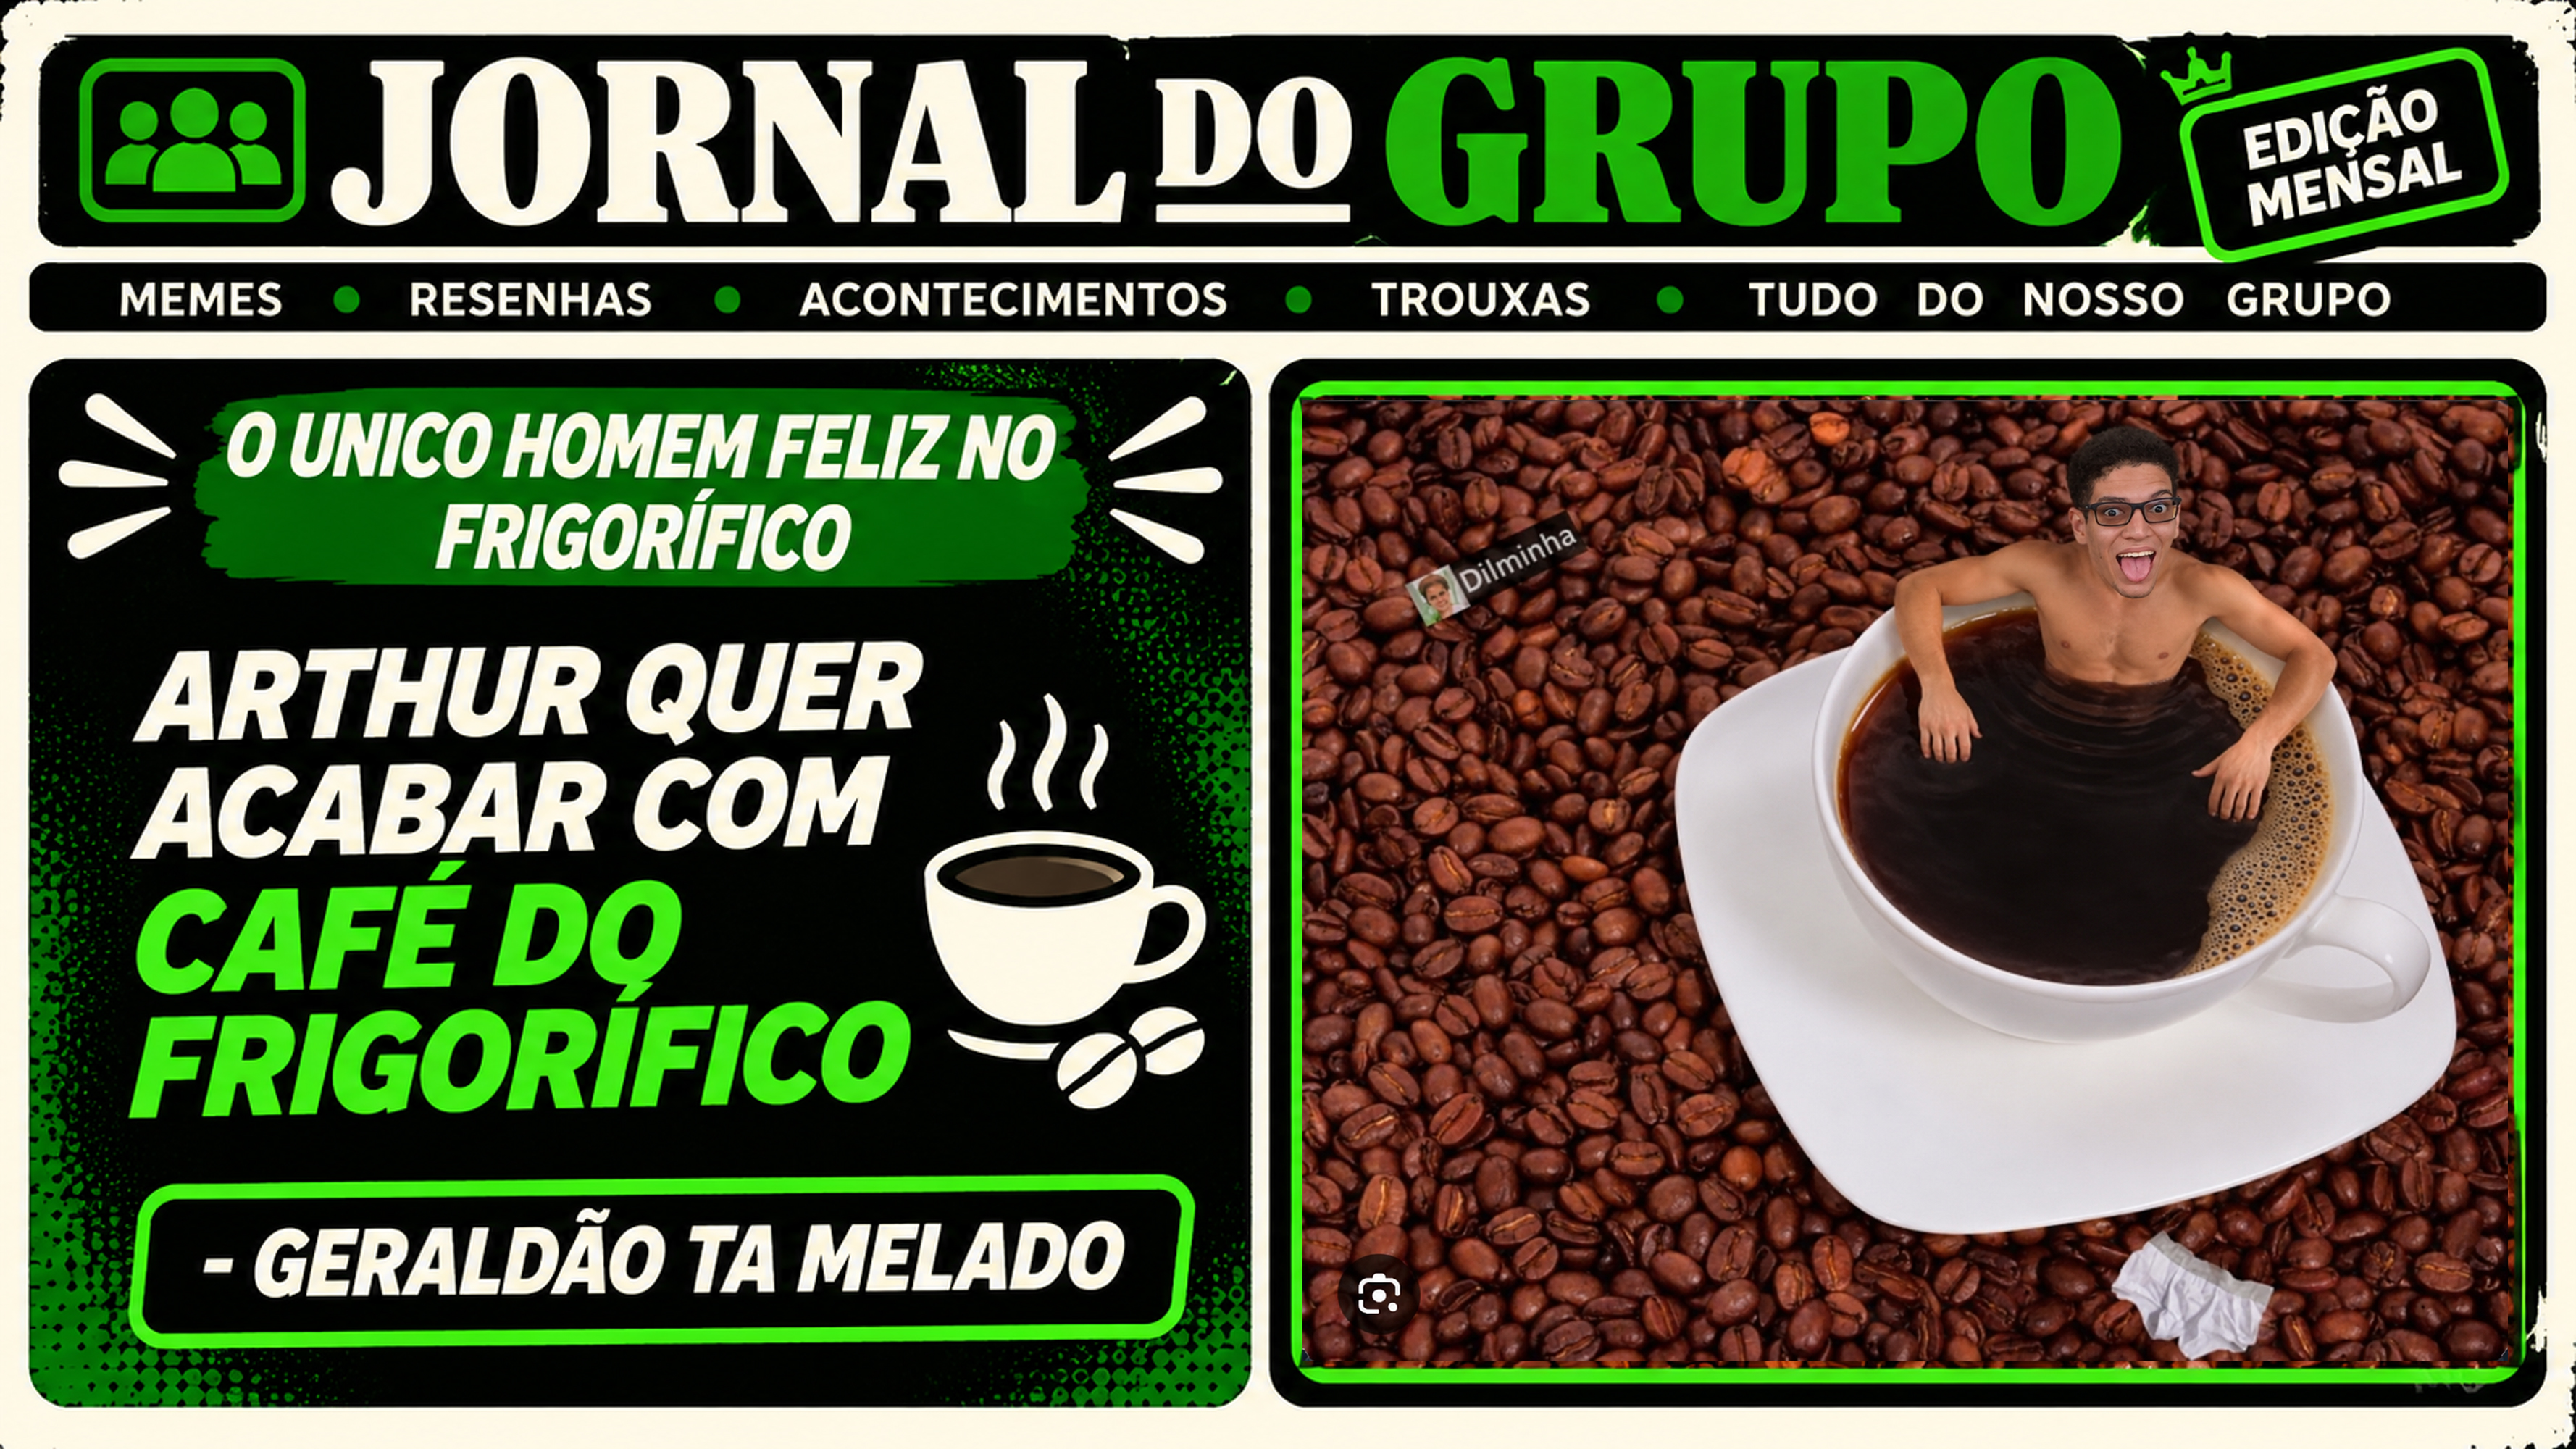 JORNAL DO GRUPO
EDIÇÃO
MENSAL
MEMES • RESENHAS • ACONTECIMENTOS • TROUXAS • TUDO DO NOSSO GRUPO
O UNICO HOMEM FELIZ NO
FRIGORÍFICO
ARTHUR QUER
ACABAR COM
CAFÉ DO
FRIGORÍFICO
- GERALDÃO TA MELADO
Dilminha